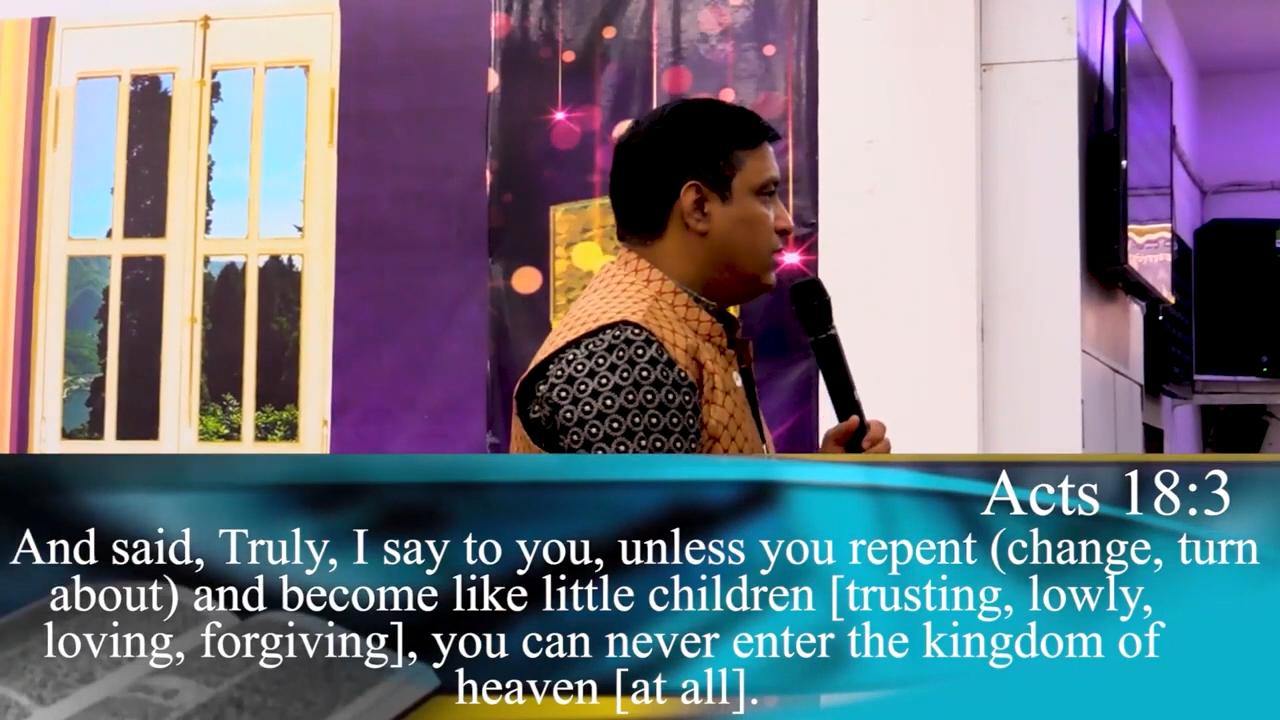 Acts 18:3
And said, Truly, I say to you, unless you repent (change, turn
about) and become like little children [trusting, lowly,
loving, forgiving], you can never enter the kingdom of
heaven [at all].